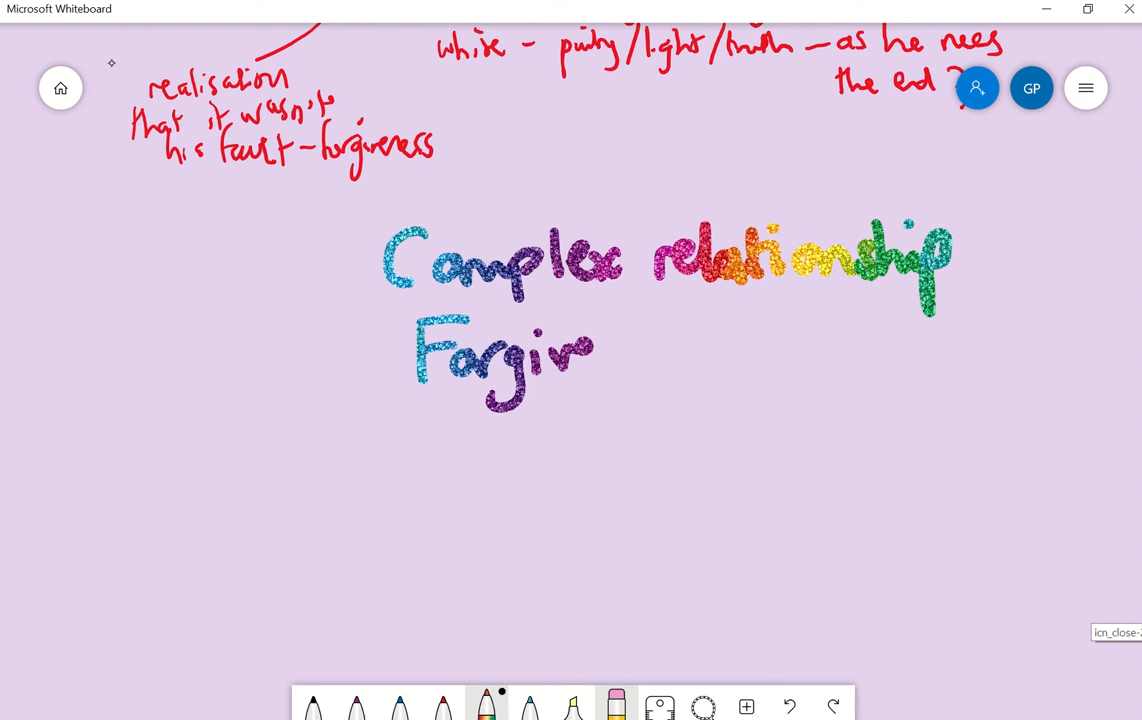 Microsoft Whiteboard
white - purity/light/truth - as he nears
the end ?
GP
realisation
that it wasn't
his fault - forgiveness
Complex relationship
Forgive
icn_close-2